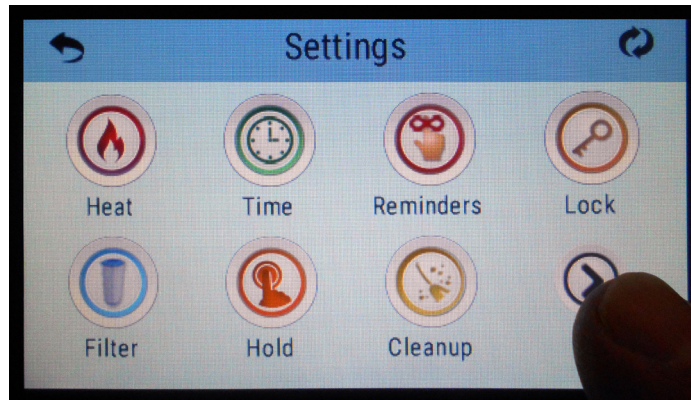 Settings
Heat
Time
Reminders
Lock
Filter
Hold
Cleanup